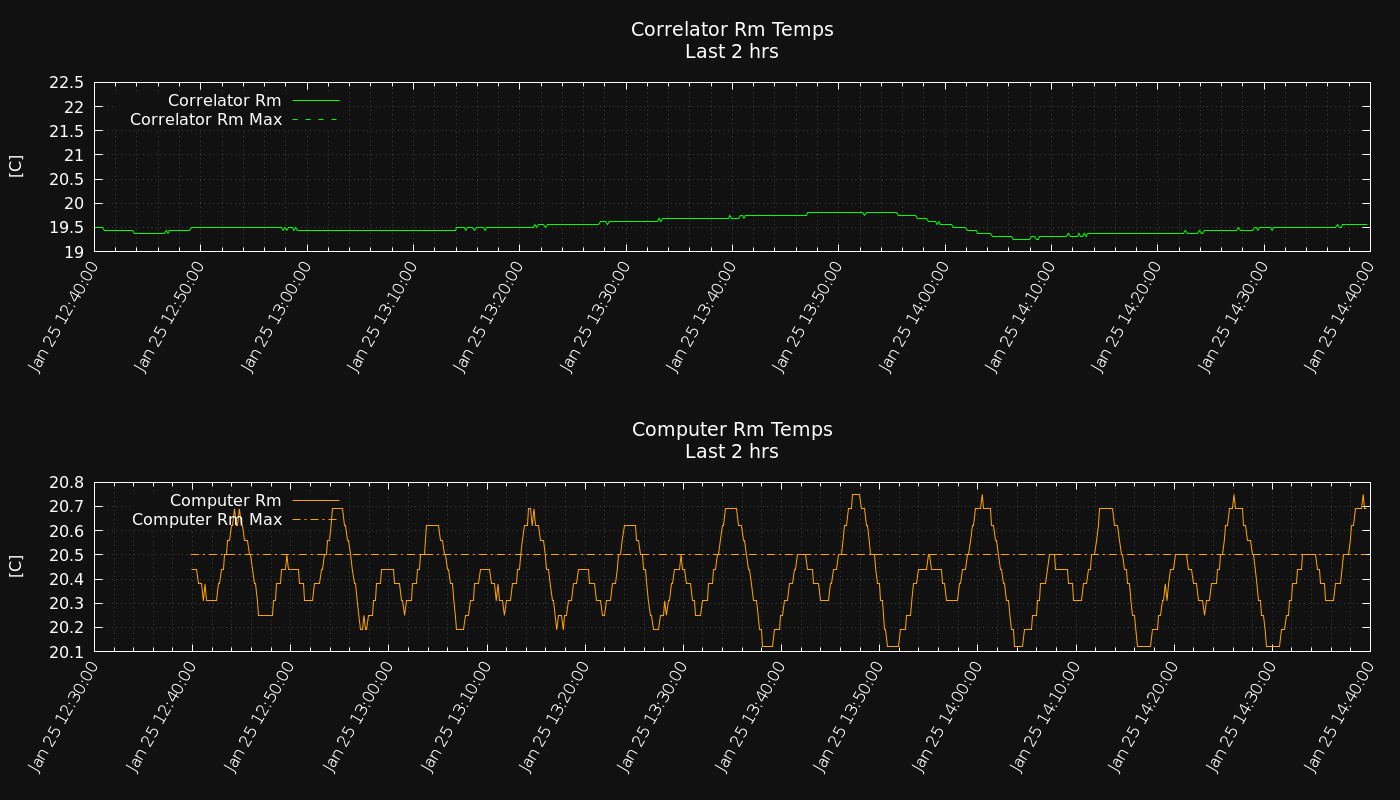 Correlator Rm Temps
Last 2 hrs
22.5
22
21.5
21
20.5
20
19.5
19
[C]
Correlator Rm
Correlator Rm Max
Jan 25 12:40:00
Jan 25 12:50:00
Jan 25 13:00:00
Jan 25 13:10:00
Jan 25 13:20:00
Jan 25 13:30:00
Jan 25 13:40:00
Jan 25 13:50:00
Jan 25 14:00:00
Jan 25 14:10:00
Jan 25 14:20:00
Jan 25 14:30:00
Jan 25 14:40:00
Computer Rm Temps
Last 2 hrs
20.8
20.7
20.6
20.5
20.4
20.3
20.2
20.1
[C]
Computer Rm
Computer Rm Max
Jan 25 12:30:00
Jan 25 12:40:00
Jan 25 12:50:00
Jan 25 13:00:00
Jan 25 13:10:00
Jan 25 13:20:00
Jan 25 13:30:00
Jan 25 13:40:00
Jan 25 13:50:00
Jan 25 14:00:00
Jan 25 14:10:00
Jan 25 14:20:00
Jan 25 14:30:00
Jan 25 14:40:00